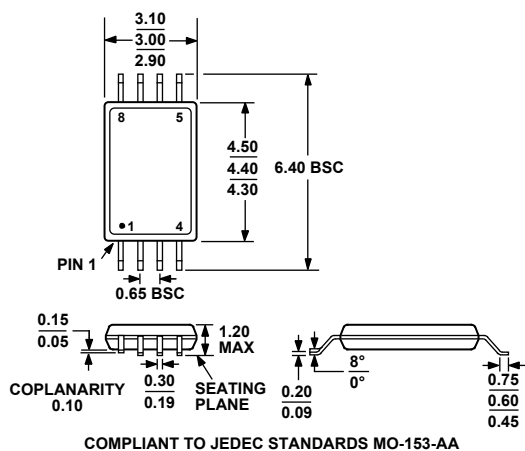 3.10
3.00
2.90
8
5
4.50
4.40
4.30
6.40 BSC
1
4
PIN 1
0.65 BSC
0.15
0.05
1.20
MAX
COPLANARITY
0.10
0.30
0.19
SEATING
PLANE
8°
0°
0.20
0.09
0.75
0.60
0.45
COMPLIANT TO JEDEC STANDARDS MO-153-AA